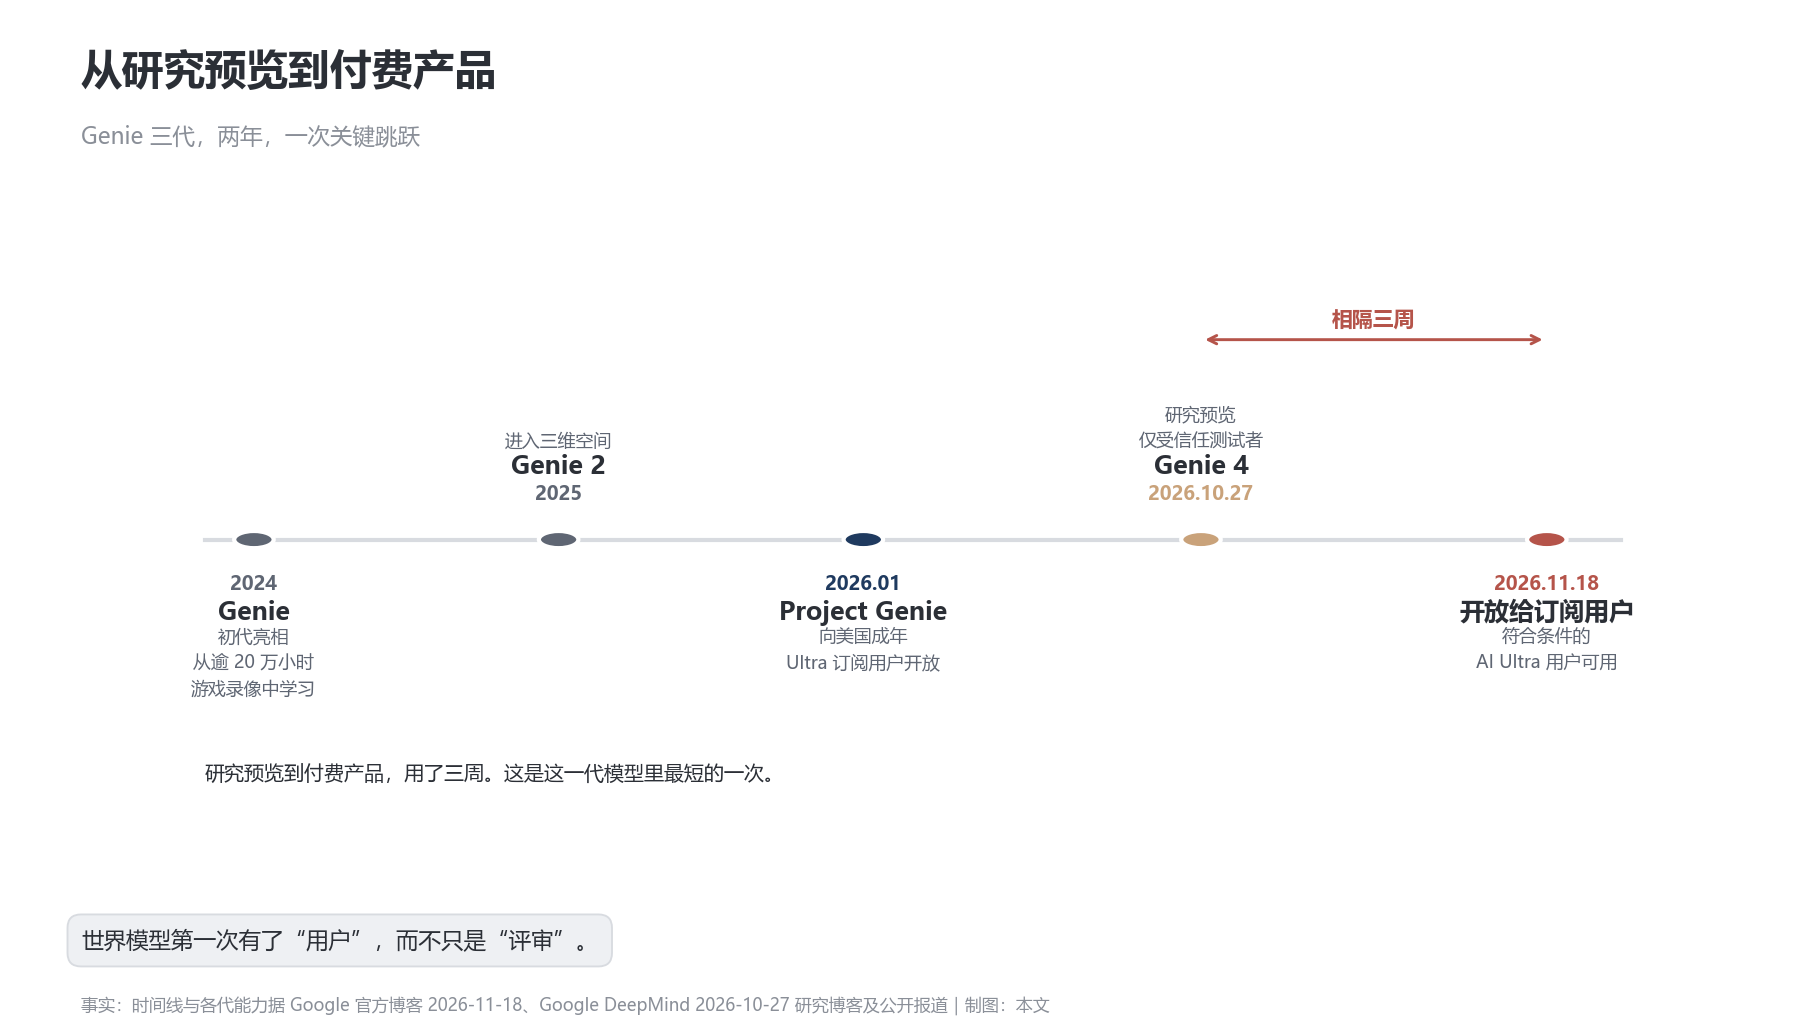 从研究预览到付费产品
Genie 三代，两年，一次关键跳跃
相隔三周
进入三维空间
Genie 2
2025
研究预览
仅受信任测试者
Genie 4
2026.10.27
2024
Genie
初代亮相
从逾 20 万小时
游戏录像中学习
2026.01
Project Genie
向美国成年
Ultra 订阅用户开放
2026.11.18
开放给订阅用户
符合条件的
AI Ultra 用户可用
研究预览到付费产品，用了三周。这是这一代模型里最短的一次。
世界模型第一次有了“用户”，而不只是“评审”。
事实：时间线与各代能力据 Google 官方博客 2026-11-18、Google DeepMind 2026-10-27 研究博客及公开报道 | 制图：本文